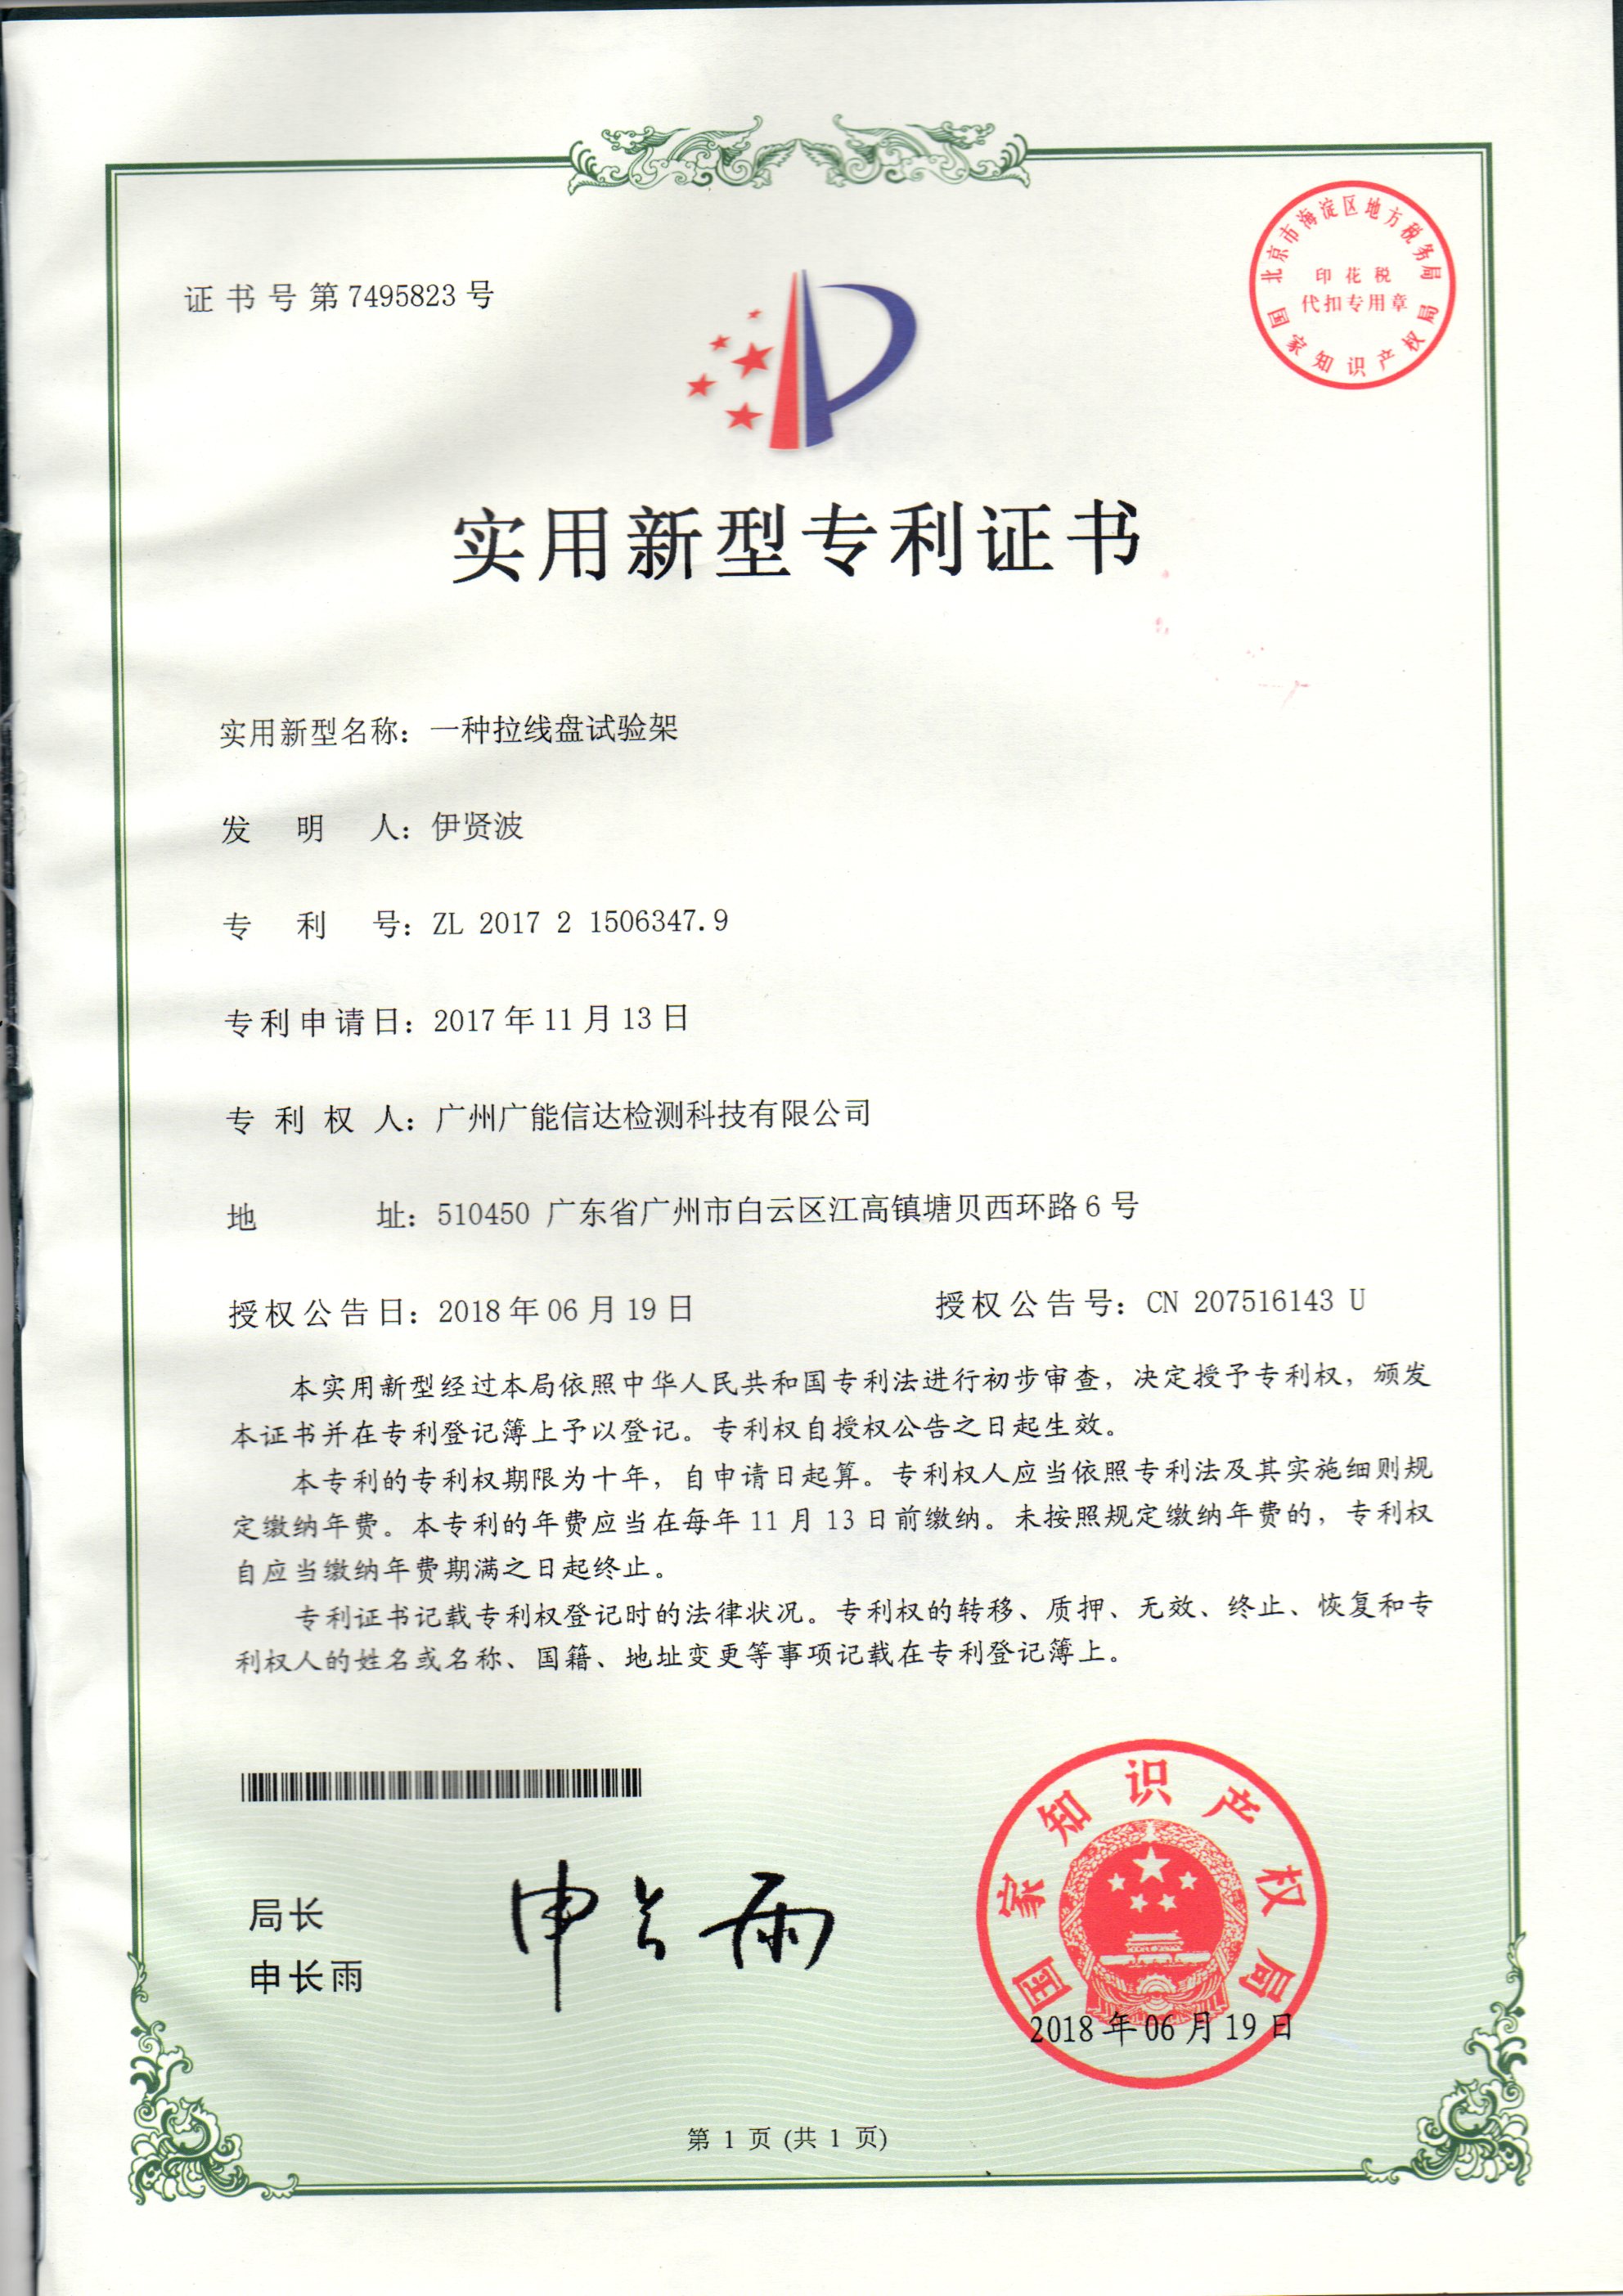 证书号第7495823号
北京市海淀区地方税务局
印花税
代扣专用章
国家知识产权局
实用新型专利证书
实用新型名称：一种拉线盘试验架
发明人：伊贤波
专利号：ZL 2017 2 1506347.9
专利申请日：2017年11月13日
专利权人：广州广能信达检测科技有限公司
地址：510450 广东省广州市白云区江高镇塘贝西环路6号
授权公告日：2018年06月19日 授权公告号：CN 207516143 U
本实用新型经过本局依照中华人民共和国专利法进行初步审查，决定授予专利权，颁发
本证书并在专利登记簿上予以登记。专利权自授权公告之日起生效。
本专利的专利权期限为十年，自申请日起算。专利权人应当依照专利法及其实施细则规
定缴纳年费。本专利的年费应当在每年11月13日前缴纳。未按照规定缴纳年费的，专利权
自应当缴纳年费期满之日起终止。
专利证书记载专利权登记时的法律状况。专利权的转移、质押、无效、终止、恢复和专
利权人的姓名或名称、国籍、地址变更等事项记载在专利登记簿上。
局长
申长雨
申长雨
国家知识产权局
2018年06月19日
第 1 页 (共 1 页)